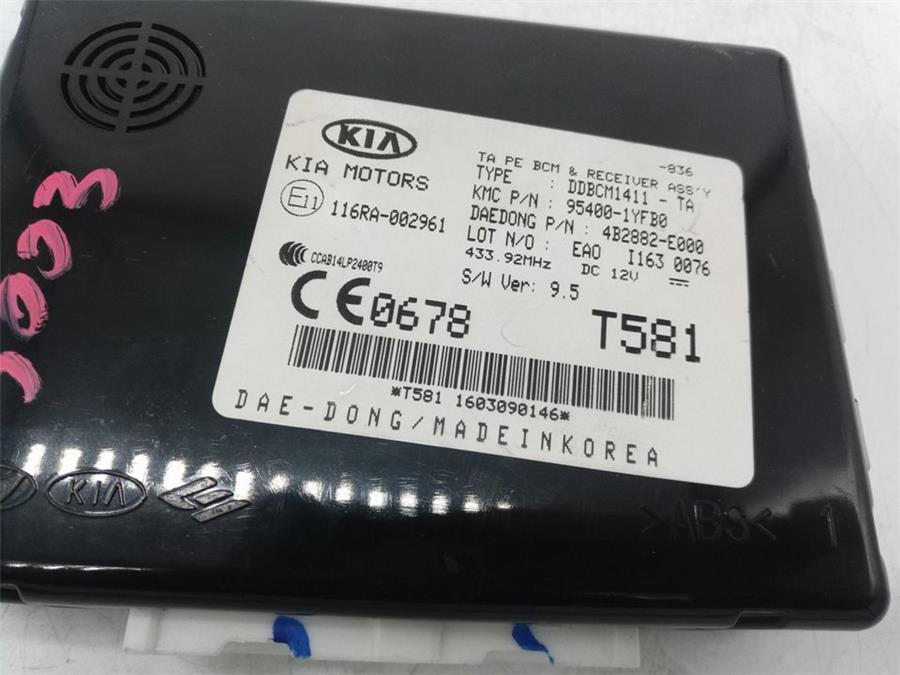 KIA
KIA MOTORS
E11
116RA-002961
CCAB14LP2400T9
CE0678
-836
TA PE BCM & RECEIVER ASS'Y
TYPE : DDBCM1411 - TA
KMC P/N : 95400-1YFB0
DAEDONG P/N : 4B2882-E000
LOT N/O : EA0 I163 0076
433.92MHz DC 12V
S/W Ver: 9.5
T581
*T581 1603090146*
DAE-DONG/MADEINKOREA
KIA
>ABS< 1